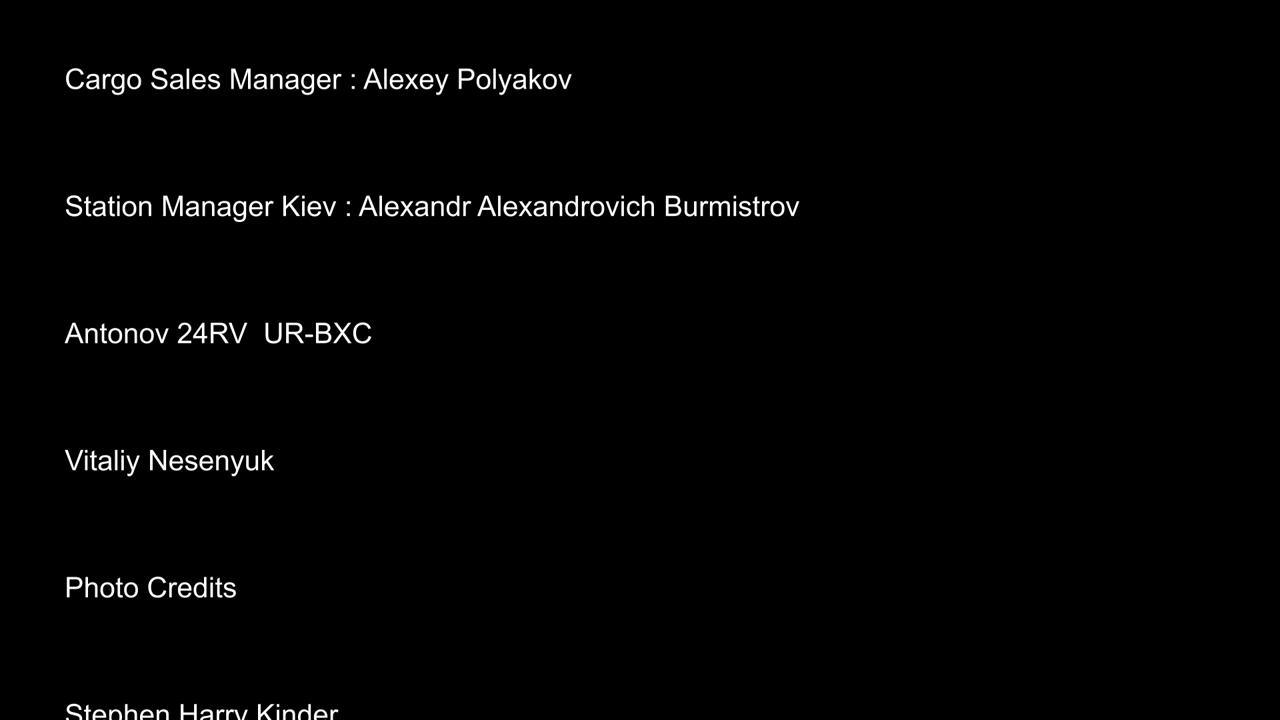 Cargo Sales Manager : Alexey Polyakov
Station Manager Kiev : Alexandr Alexandrovich Burmistrov
Antonov 24RV  UR-BXC
Vitaliy Nesenyuk
Photo Credits
Stephen Harry Kinder